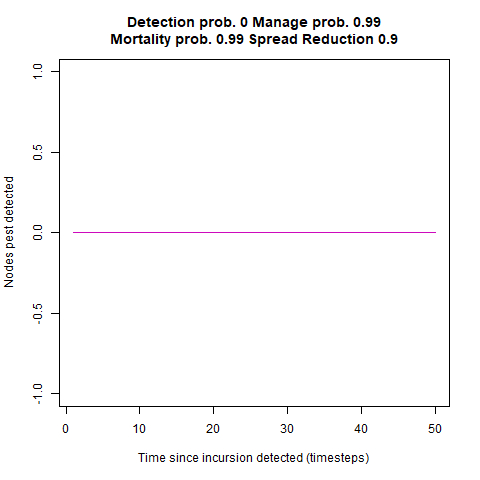 Detection prob. 0 Manage prob. 0.99
Mortality prob. 0.99 Spread Reduction 0.9
Nodes pest detected
1.0
0.5
0.0
-0.5
-1.0
0 10 20 30 40 50
Time since incursion detected (timesteps)